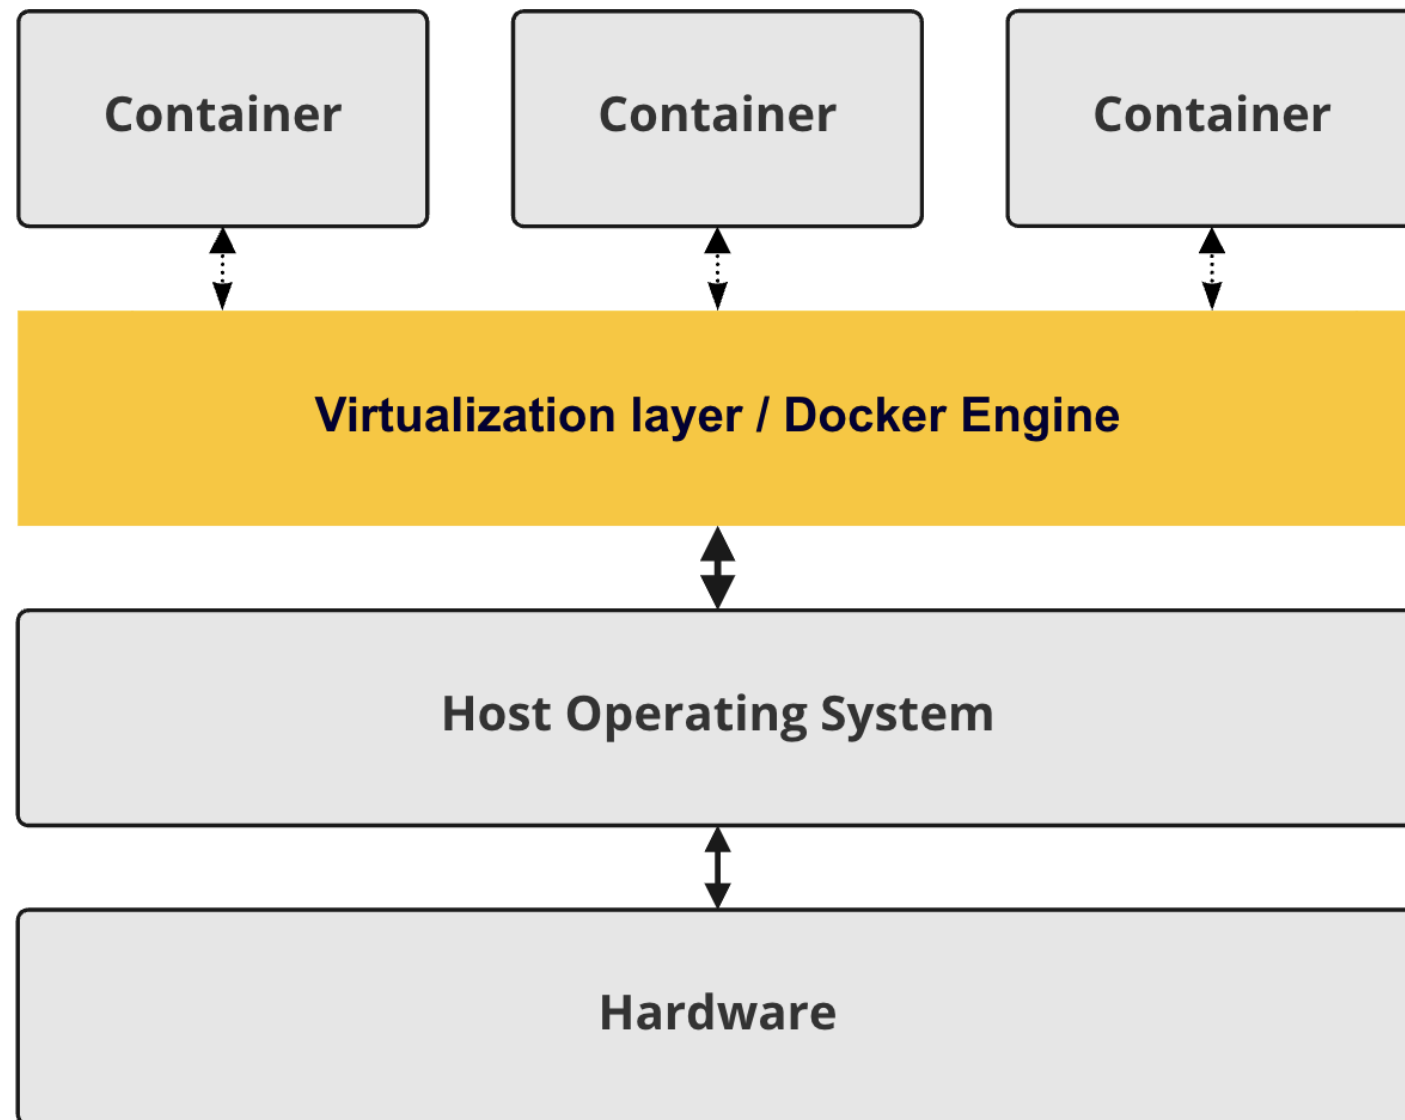 Container
Container
Container
Virtualization layer / Docker Engine
Host Operating System
Hardware